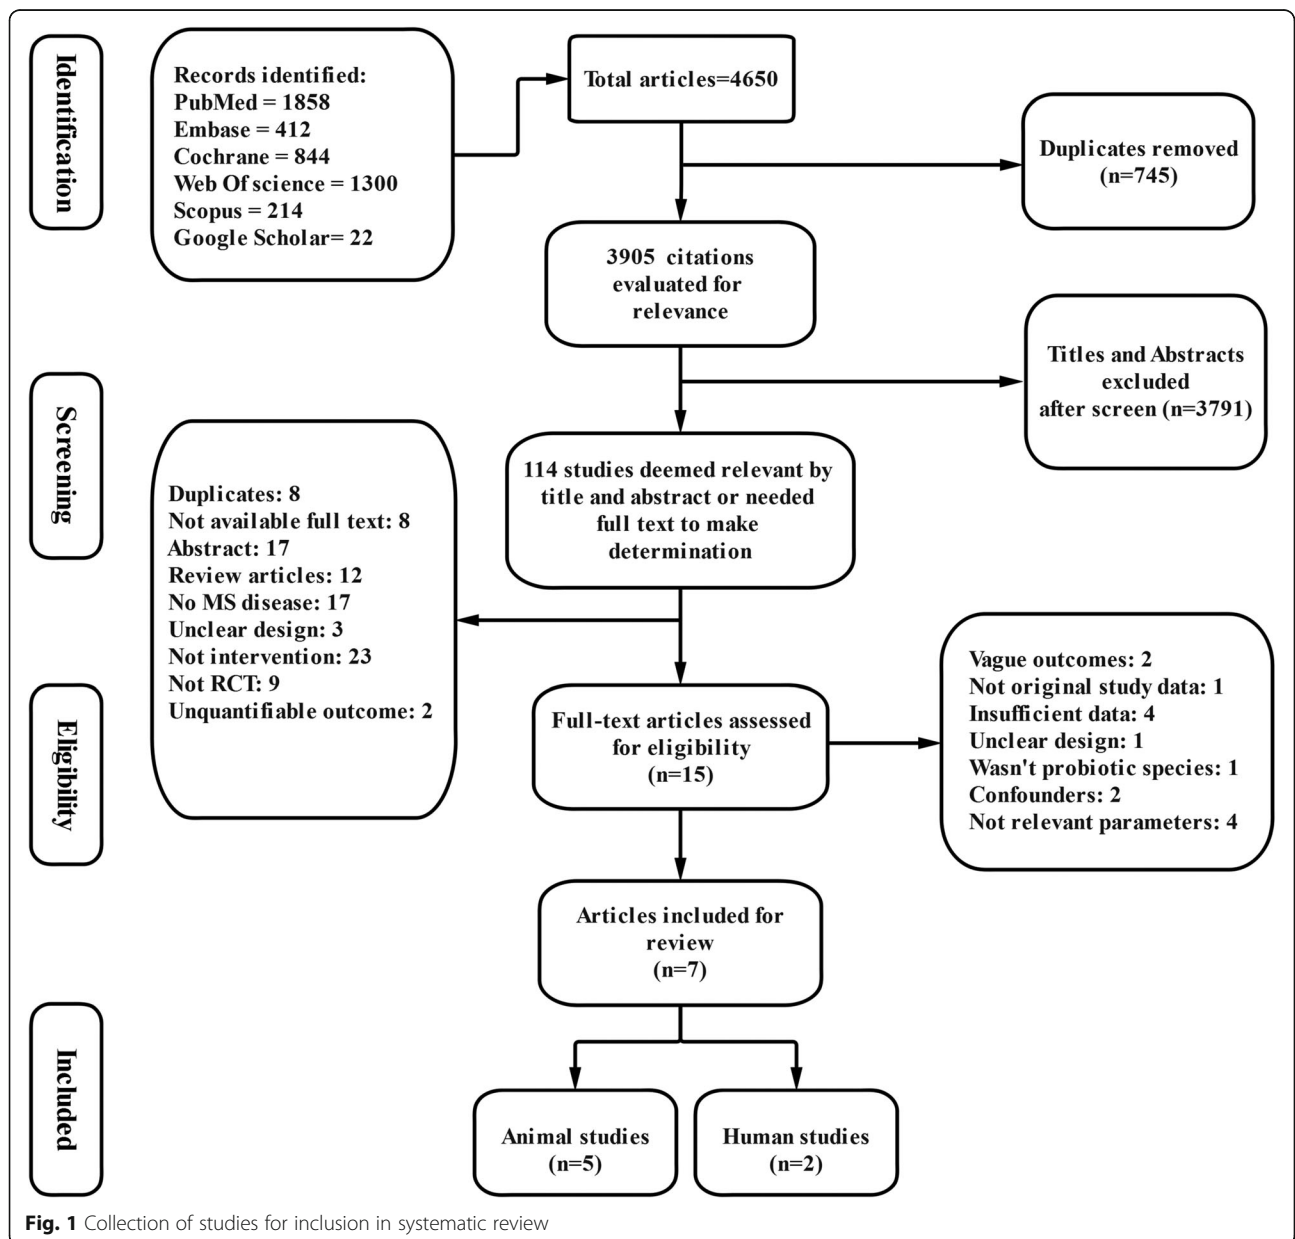 Identification
Records identified:
PubMed = 1858
Embase = 412
Cochrane = 844
Web Of science = 1300
Scopus = 214
Google Scholar= 22
Total articles=4650
Duplicates removed
(n=745)
3905 citations
evaluated for
relevance
Titles and Abstracts
excluded
after screen (n=3791)
Screening
114 studies deemed relevant by
title and abstract or needed
full text to make
determination
Duplicates: 8
Not available full text: 8
Abstract: 17
Review articles: 12
No MS disease: 17
Unclear design: 3
Not intervention: 23
Not RCT: 9
Unquantifiable outcome: 2
Eligibility
Full-text articles assessed
for eligibility
(n=15)
Vague outcomes: 2
Not original study data: 1
Insufficient data: 4
Unclear design: 1
Wasn't probiotic species: 1
Confounders: 2
Not relevant parameters: 4
Articles included for
review
(n=7)
Included
Animal studies
(n=5)
Human studies
(n=2)
Fig. 1 Collection of studies for inclusion in systematic review